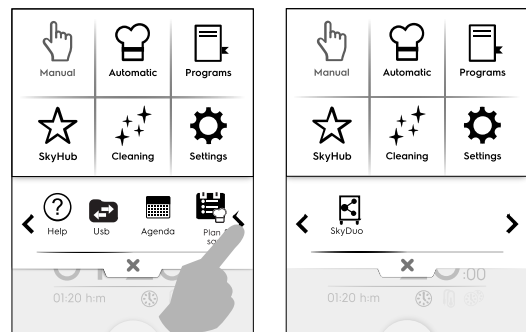 Manual Automatic Programs
SkyHub Cleaning Settings
Help Usb Agenda Plan
01:20 h:m
Manual Automatic Programs
SkyHub Cleaning Settings
SkyDuo
:00
01:20 h:m